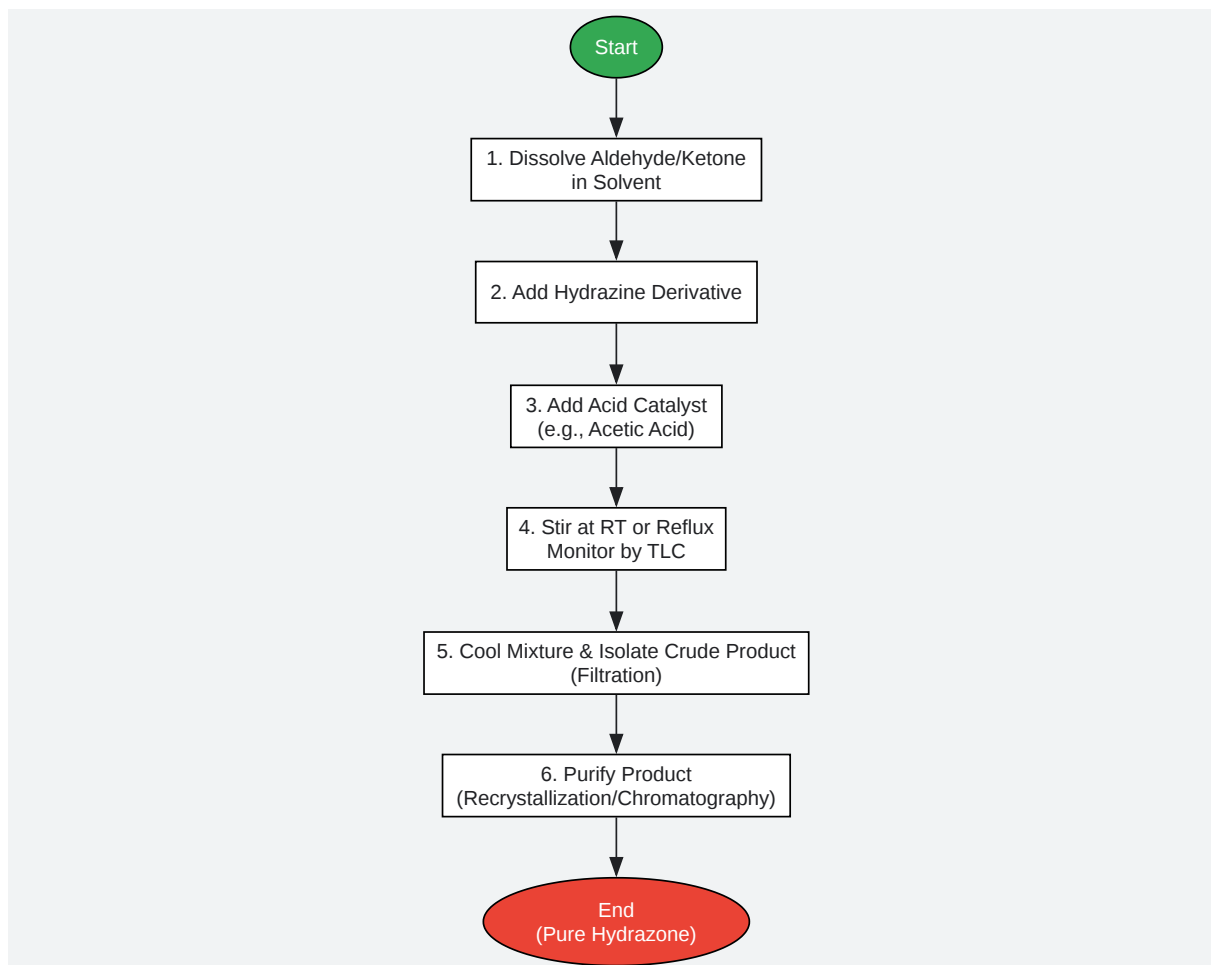 Start
1. Dissolve Aldehyde/Ketone
in Solvent
2. Add Hydrazine Derivative
3. Add Acid Catalyst
(e.g., Acetic Acid)
4. Stir at RT or Reflux
Monitor by TLC
5. Cool Mixture & Isolate Crude Product
(Filtration)
6. Purify Product
(Recrystallization/Chromatography)
End
(Pure Hydrazone)